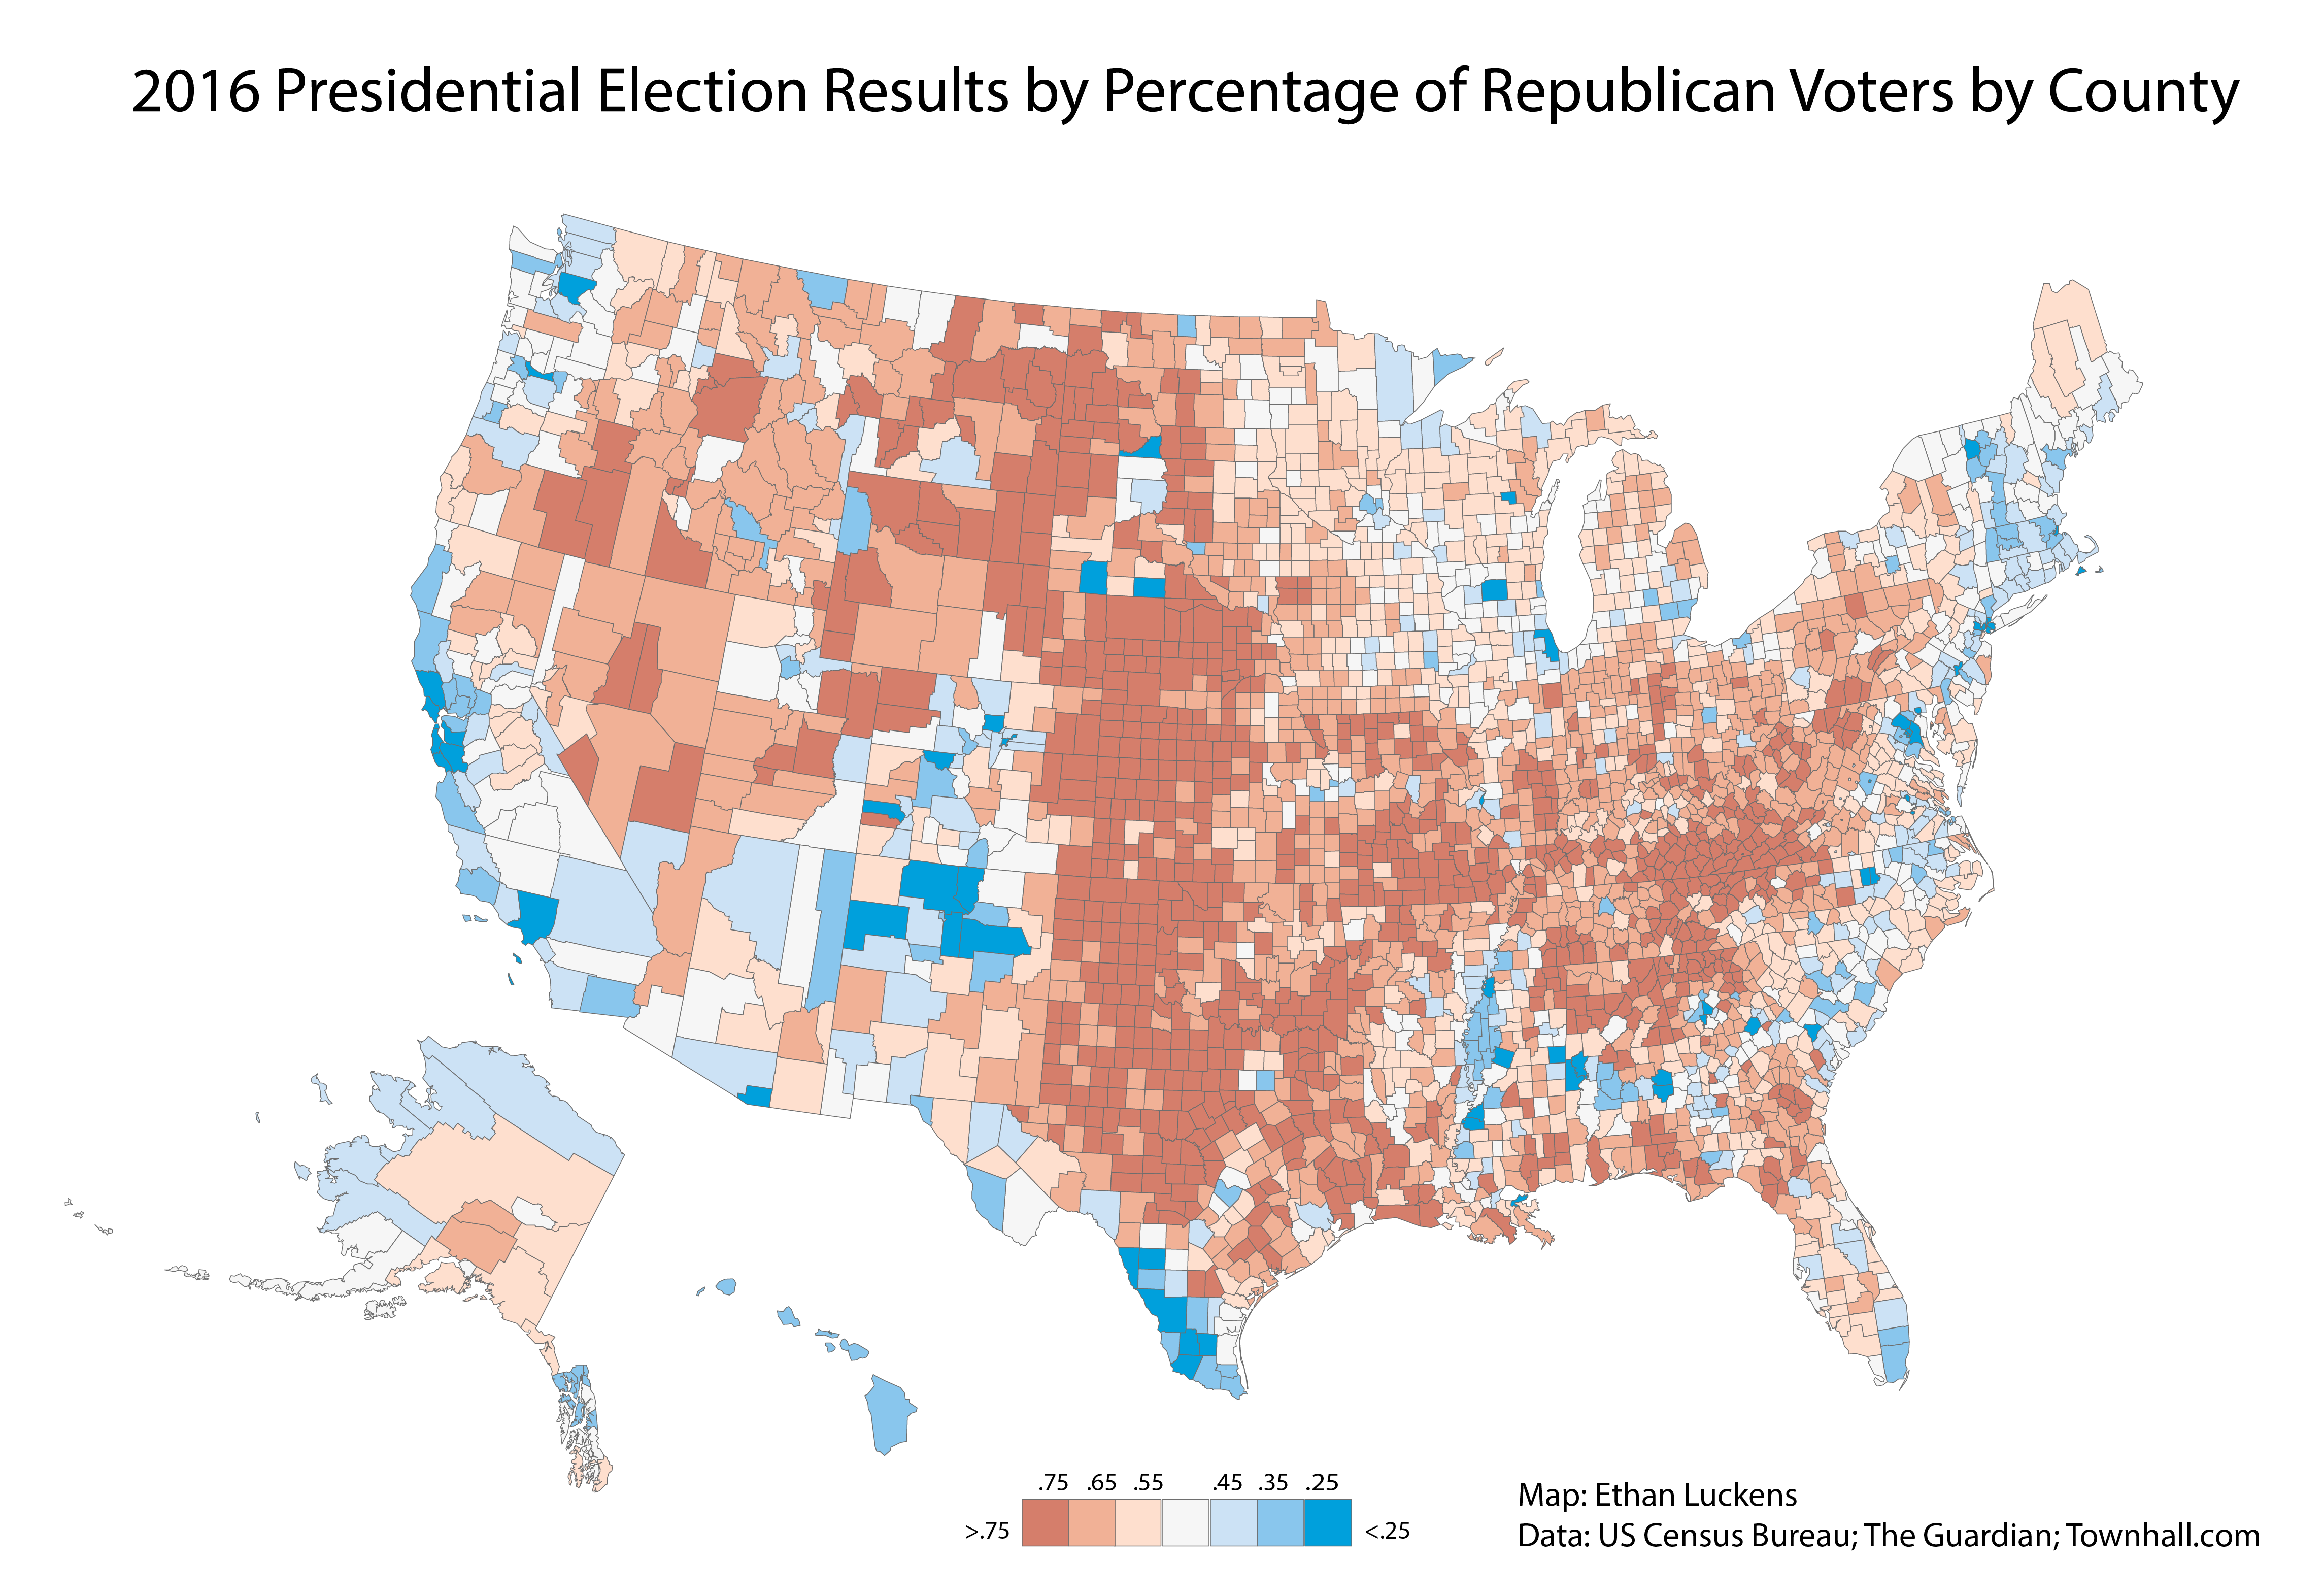 2016 Presidential Election Results by Percentage of Republican Voters by County
.75 .65 .55 .45 .35 .25
>.75 <.25
Map: Ethan Luckens
Data: US Census Bureau; The Guardian; Townhall.com